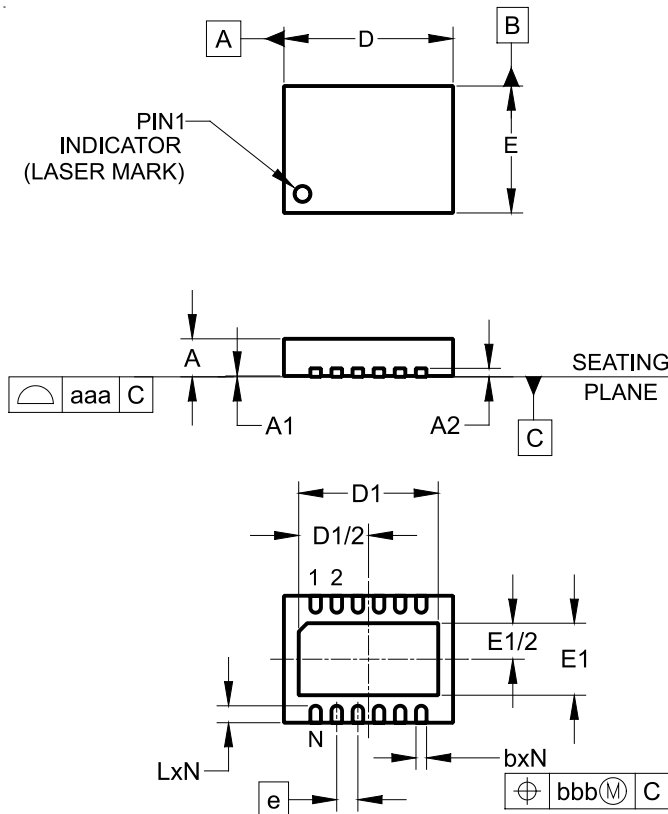 A
D
B
PIN1
INDICATOR
(LASER MARK)
E
A
SEATING
PLANE
aaa C
A1
A2
C
D1
D1/2
1 2
E1/2
E1
N
LxN
bxN
e
bbbⓂ C